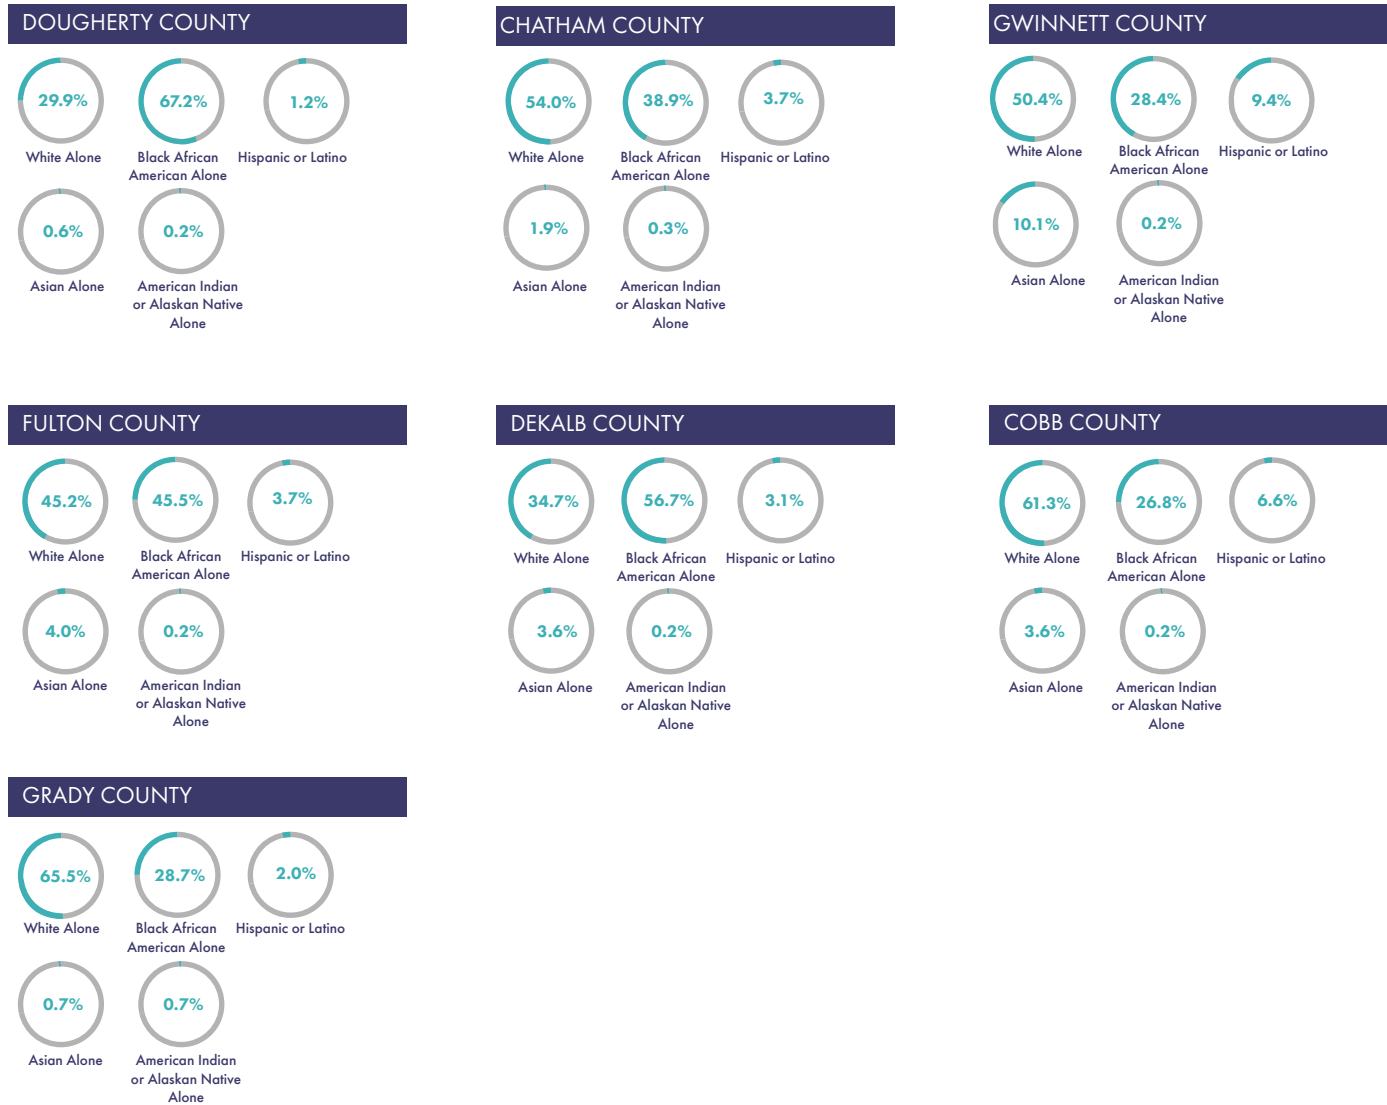 DOUGHERTY COUNTY
29.9%
67.2%
1.2%
White Alone
Black African
American Alone
Hispanic or Latino
0.6%
0.2%
Asian Alone
American Indian
or Alaskan Native
Alone
CHATHAM COUNTY
54.0%
38.9%
3.7%
White Alone
Black African
American Alone
Hispanic or Latino
1.9%
0.3%
Asian Alone
American Indian
or Alaskan Native
Alone
GWINNETT COUNTY
50.4%
28.4%
9.4%
White Alone
Black African
American Alone
Hispanic or Latino
10.1%
0.2%
Asian Alone
American Indian
or Alaskan Native
Alone
FULTON COUNTY
45.2%
45.5%
3.7%
White Alone
Black African
American Alone
Hispanic or Latino
4.0%
0.2%
Asian Alone
American Indian
or Alaskan Native
Alone
DEKALB COUNTY
34.7%
56.7%
3.1%
White Alone
Black African
American Alone
Hispanic or Latino
3.6%
0.2%
Asian Alone
American Indian
or Alaskan Native
Alone
COBB COUNTY
61.3%
26.8%
6.6%
White Alone
Black African
American Alone
Hispanic or Latino
3.6%
0.2%
Asian Alone
American Indian
or Alaskan Native
Alone
GRADY COUNTY
65.5%
28.7%
2.0%
White Alone
Black African
American Alone
Hispanic or Latino
0.7%
0.7%
Asian Alone
American Indian
or Alaskan Native
Alone